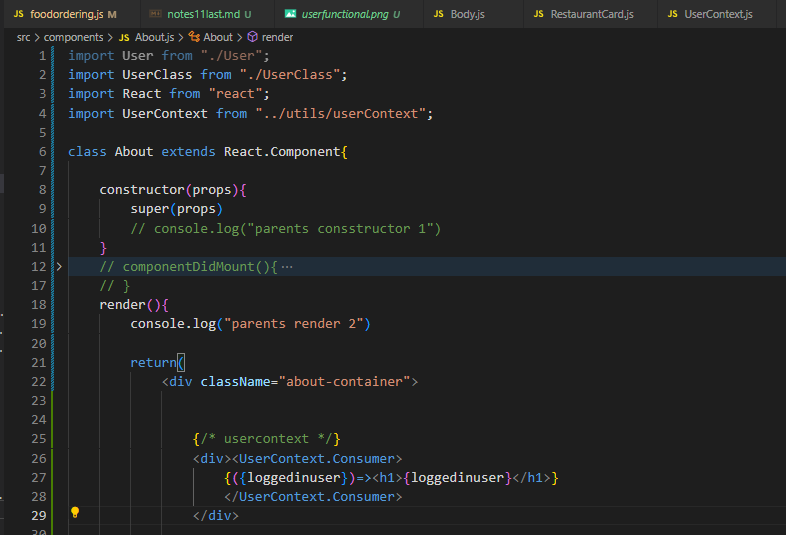 JS foodordering.js M
notes11last.md U
userfunctional.png U
JS Body.js
JS RestaurantCard.js
JS UserContext.js
src > components > JS About.js > About > render
1 import User from "./User";
2 import UserClass from "./UserClass";
3 import React from "react";
4 import UserContext from "../utils/userContext";
5
6 class About extends React.Component{
7
8 constructor(props){
9 super(props)
10 // console.log("parents consstructor 1")
11 }
12 > // componentDidMount(){ ⋯
17 // }
18 render(){
19 console.log("parents render 2")
20
21 return(
22 <div className="about-container">
23
24
25 {/* usercontext */}
26 <div><UserContext.Consumer>
27 {({loggedinuser})=><h1>{loggedinuser}</h1>}
28 </UserContext.Consumer>
29 </div>
30